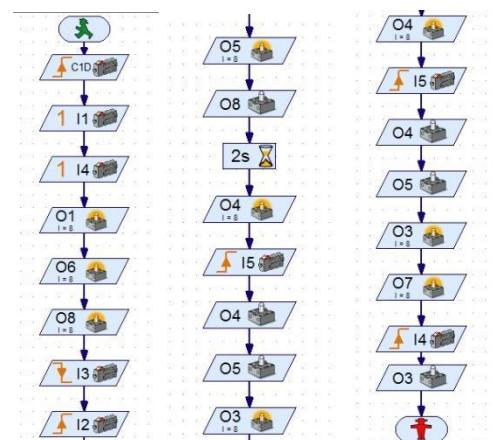 C1D
1 I1
1 I4
O1
I = 8
O6
I = 8
O8
I = 8
I3
I2
O5
I = 8
O8
2s
O4
I = 8
I5
O4
O5
O3
I = 8
O4
I = 8
I5
O4
O5
O3
I = 8
O7
I = 8
I4
O3